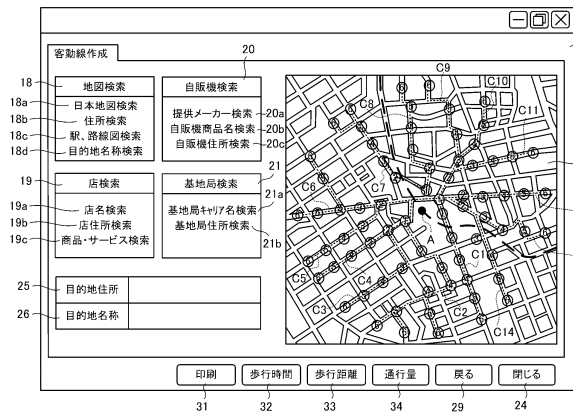 客動線作成
18
地図検索
18a
日本地図検索
18b
住所検索
18c
駅、路線図検索
18d
目的地名称検索
20
自販機検索
提供メーカー検索
20a
自販機商品名検索
20b
自販機住所検索
20c
19
店検索
19a
店名検索
19b
店住所検索
19c
商品・サービス検索
21
基地局検索
21a
基地局キャリア名検索
基地局住所検索
21b
25
目的地住所
26
目的地名称
C9
C8
C10
C11
C7
C6
A
C5
C4
C3
C2
C14
印刷
歩行時間
歩行距離
通行量
戻る
閉じる
31
32
33
34
29
24